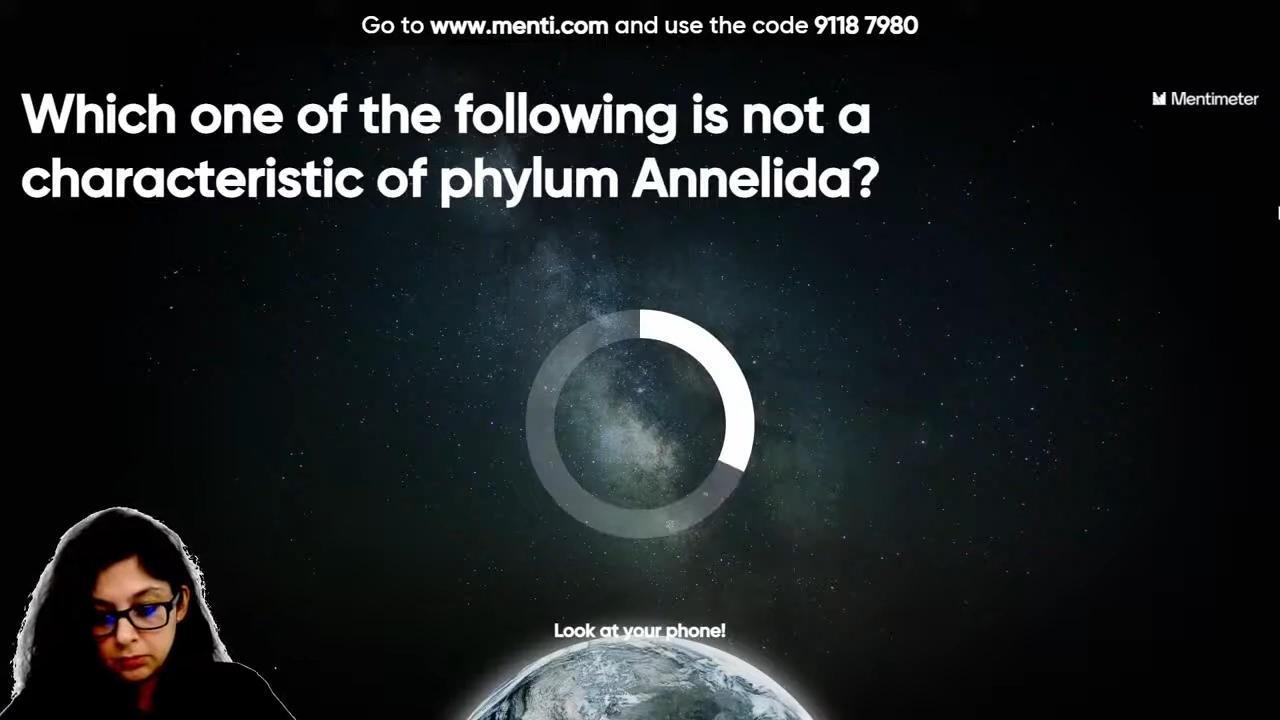 Go to www.menti.com and use the code 9118 7980
Which one of the following is not a
characteristic of phylum Annelida?
Mentimeter
Look at your phone!